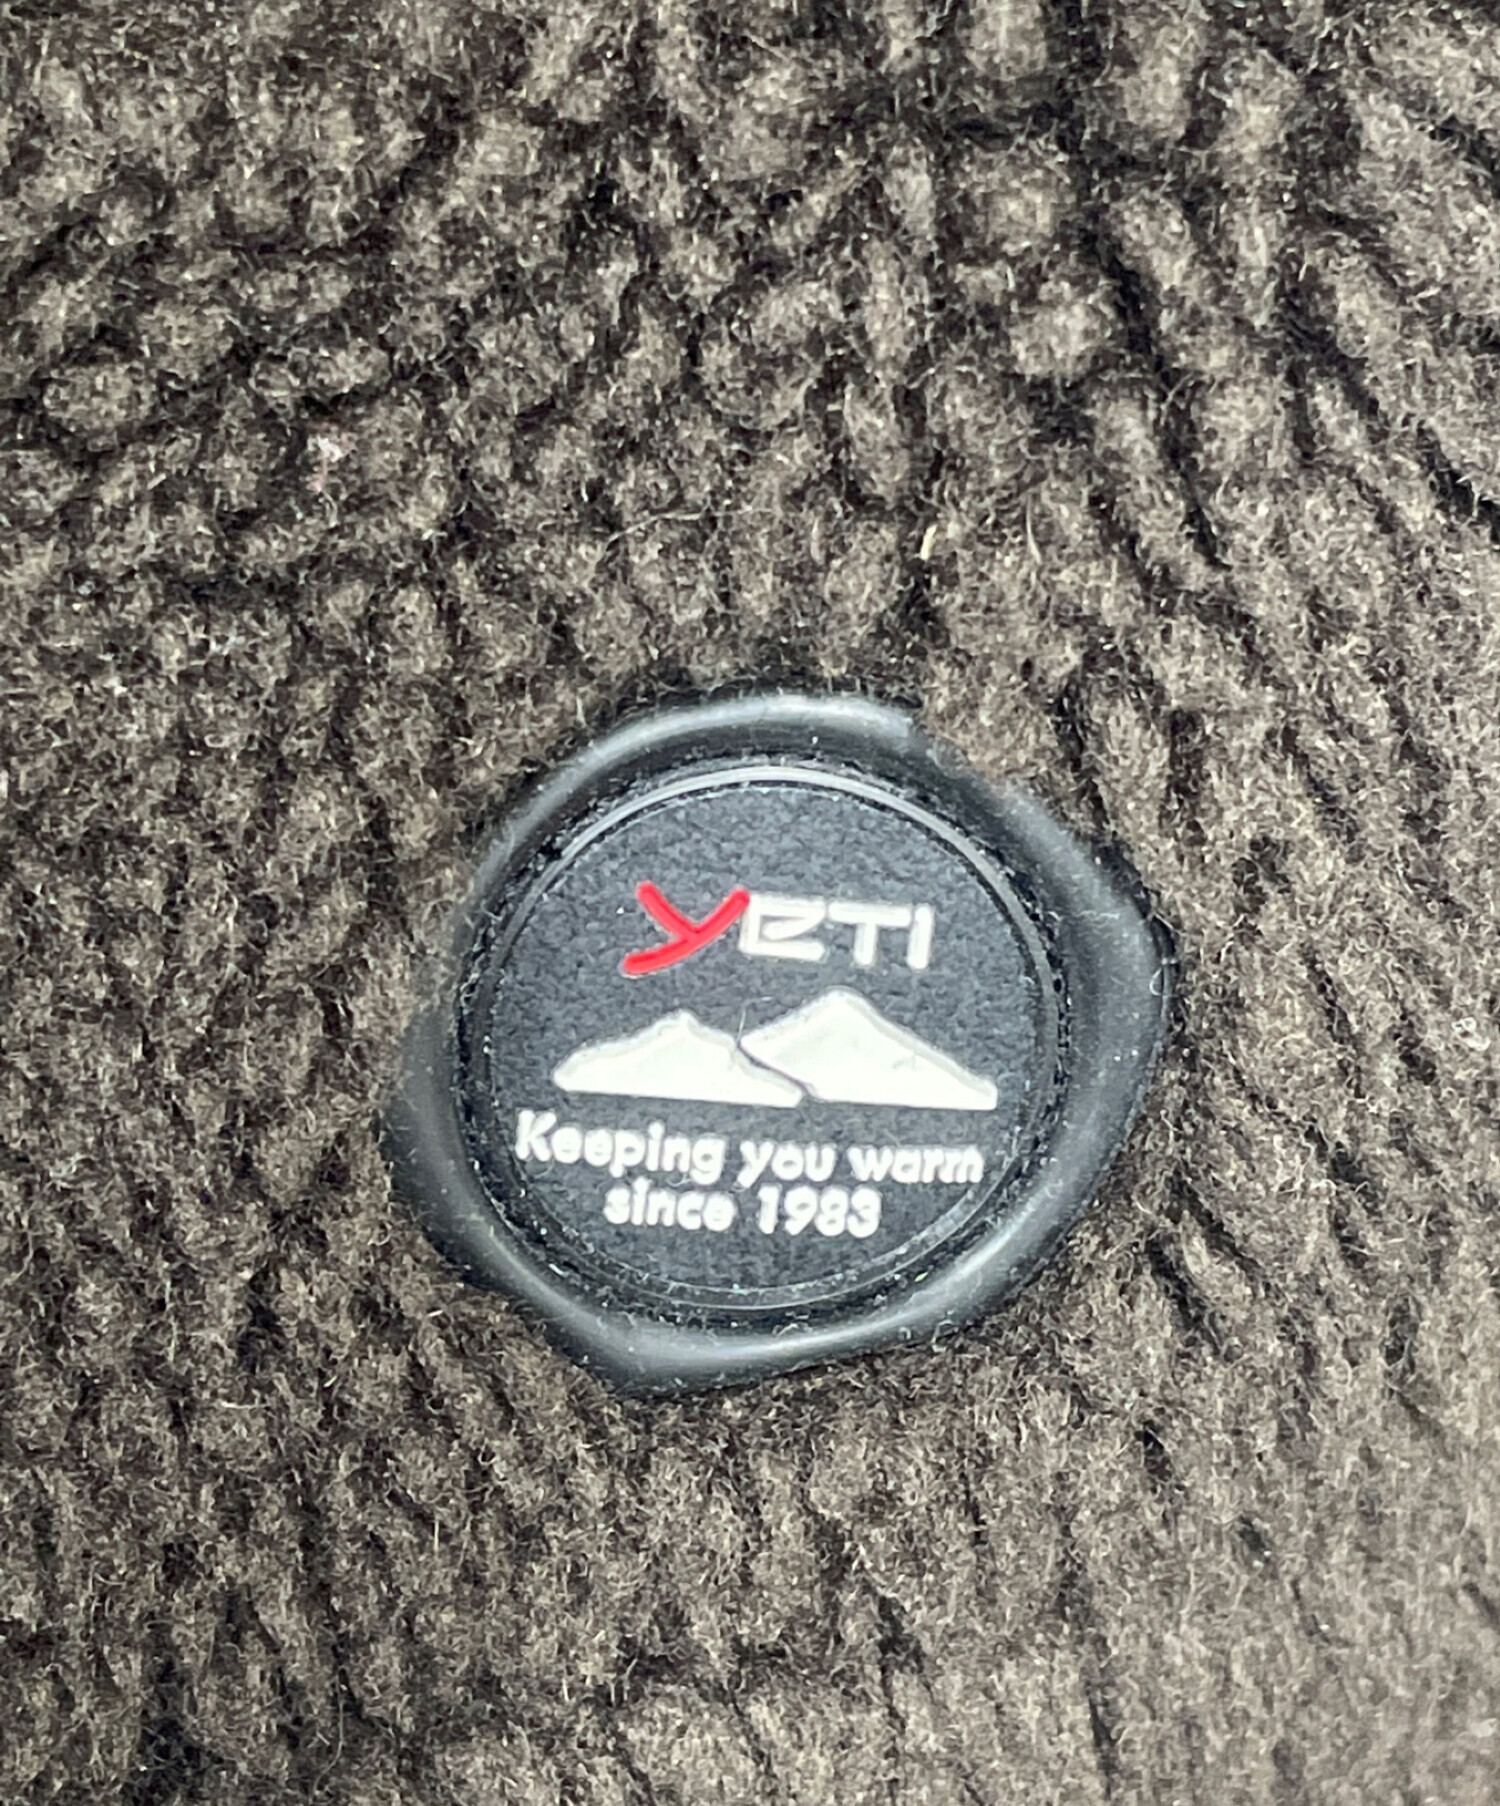 YETI
Keeping you warm
since 1983